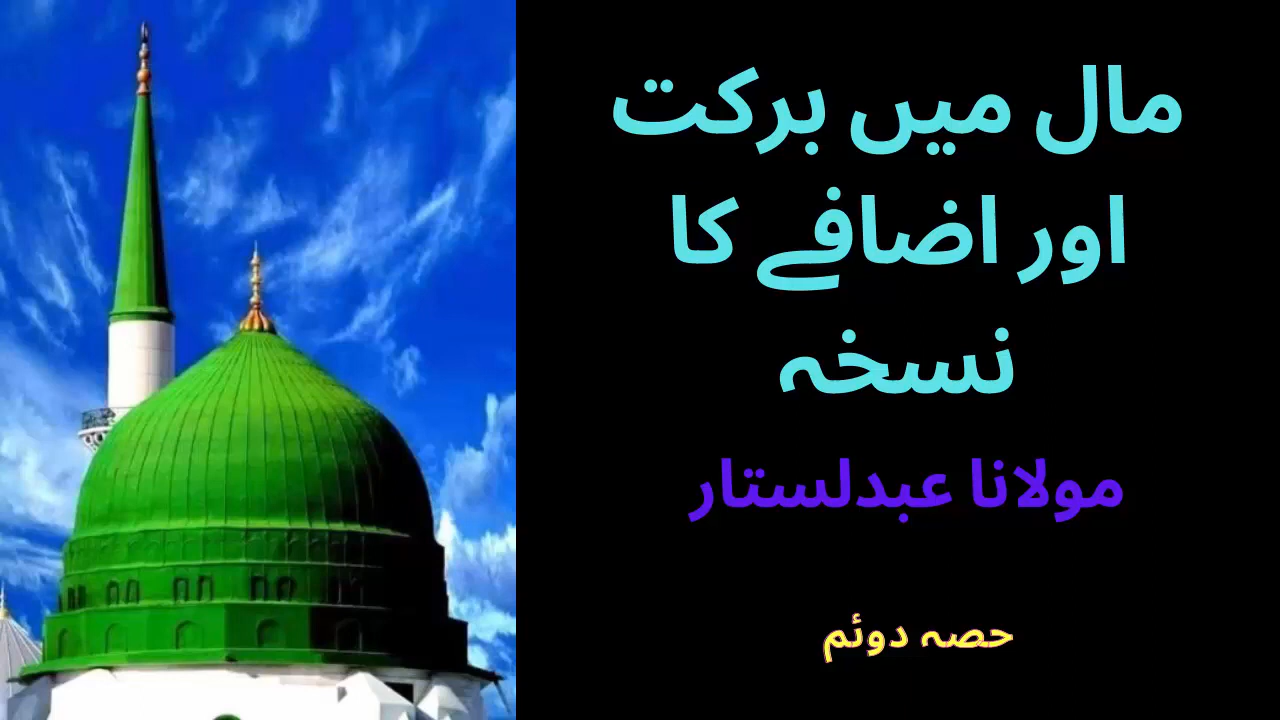 مال میں برکت
اور اضافے کا
نسخہ
مولانا عبدلستار
حصہ دوئم